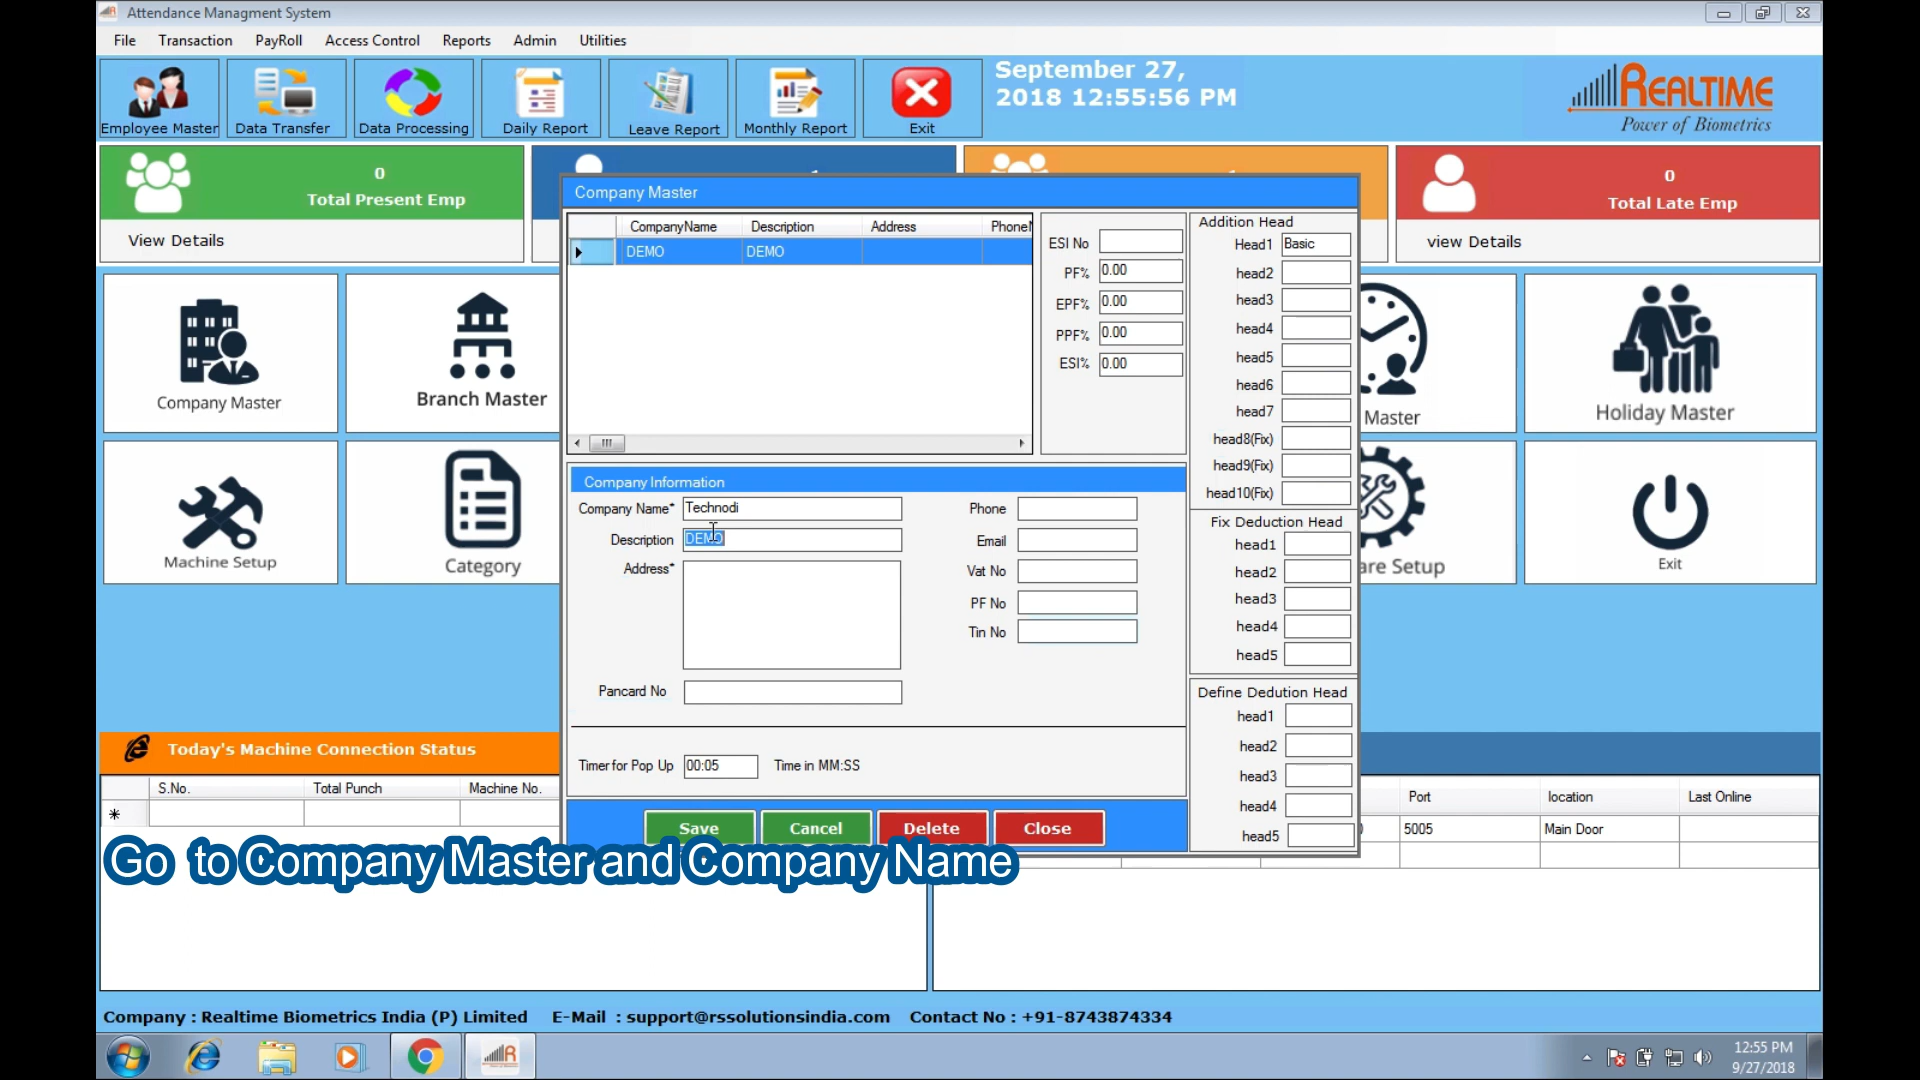 Attendance Managment System
File Transaction PayRoll Access Control Reports Admin Utilities
Employee Master Data Transfer Data Processing Daily Report Leave Report Monthly Report Exit
September 27,
2018 12:55:56 PM
REALTIME
Power of Biometrics
0
Total Present Emp
View Details
0
Total Late Emp
view Details
Company Master
Branch Master
Master
Holiday Master
Machine Setup
Category
are Setup
Exit
Company Master
CompanyName Description Address
DEMO DEMO
ESI No
PF% 0.00
EPF% 0.00
PPF% 0.00
ESI% 0.00
Addition Head
Head1 Basic
head2
head3
head4
head5
head6
head7
head8(Fix)
head9(Fix)
head10(Fix)
Fix Deduction Head
head1
head2
head3
head4
head5
Define Dedution Head
head1
head2
head3
head4
head5
Company Information
Company Name* Technodi Phone
Description DEMO Email
Address* Vat No
PF No
Tin No
Pancard No
Timer for Pop Up 00:05 Time in MM:SS
Save Cancel Delete Close
Today's Machine Connection Status
S.No. Total Punch Machine No.
*
Port location Last Online
5005 Main Door
Go to Company Master and Company Name
Company : Realtime Biometrics India (P) Limited E-Mail : support@rssolutionsindia.com Contact No : +91-8743874334
12:55 PM
9/27/2018